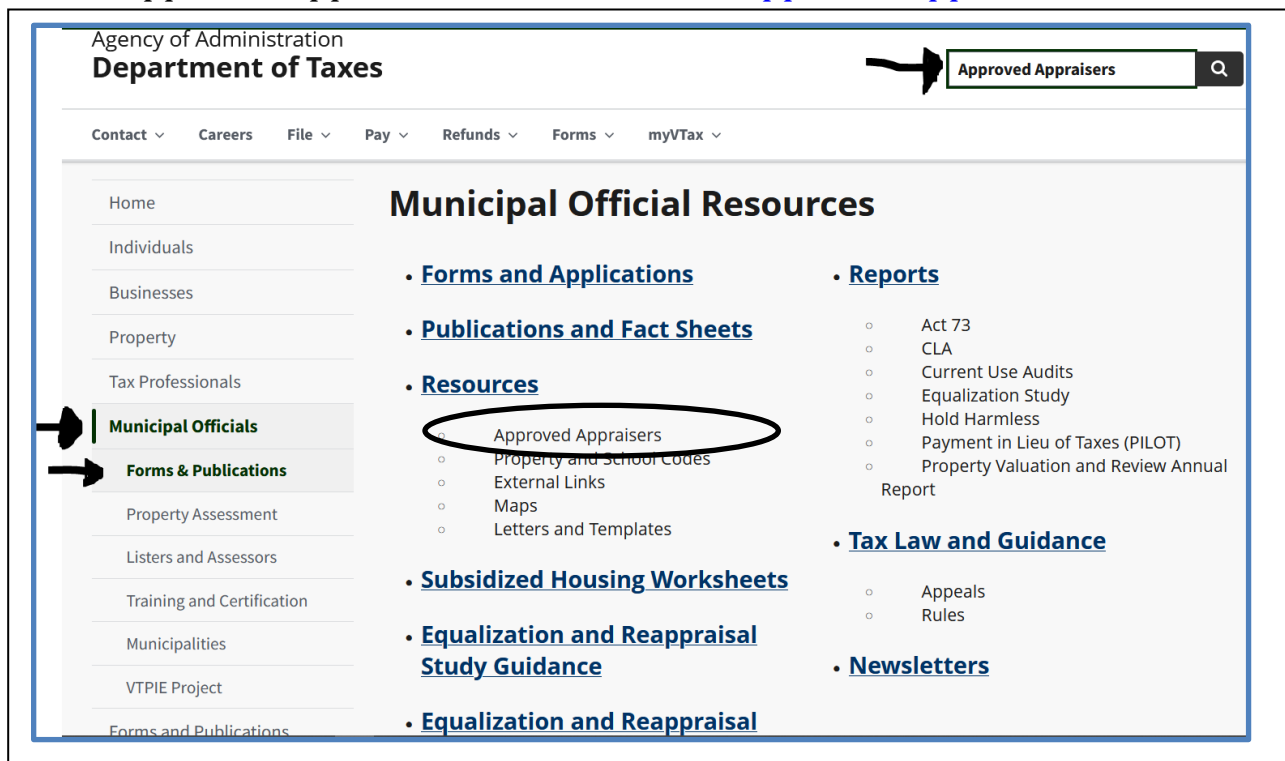 Agency of Administration
Department of Taxes
Approved Appraisers
Contact
Careers
File
Pay
Refunds
Forms
myVTax
Home
Individuals
Businesses
Property
Tax Professionals
Municipal Officials
Forms & Publications
Property Assessment
Listers and Assessors
Training and Certification
Municipalities
VTPIE Project
Forms and Publications
Municipal Official Resources
• Forms and Applications
• Publications and Fact Sheets
• Resources
○ Approved Appraisers
○ Property and School Codes
○ External Links
○ Maps
○ Letters and Templates
• Subsidized Housing Worksheets
• Equalization and Reappraisal
Study Guidance
• Equalization and Reappraisal
• Reports
○ Act 73
○ CLA
○ Current Use Audits
○ Equalization Study
○ Hold Harmless
○ Payment in Lieu of Taxes (PILOT)
○ Property Valuation and Review Annual
Report
• Tax Law and Guidance
○ Appeals
○ Rules
• Newsletters